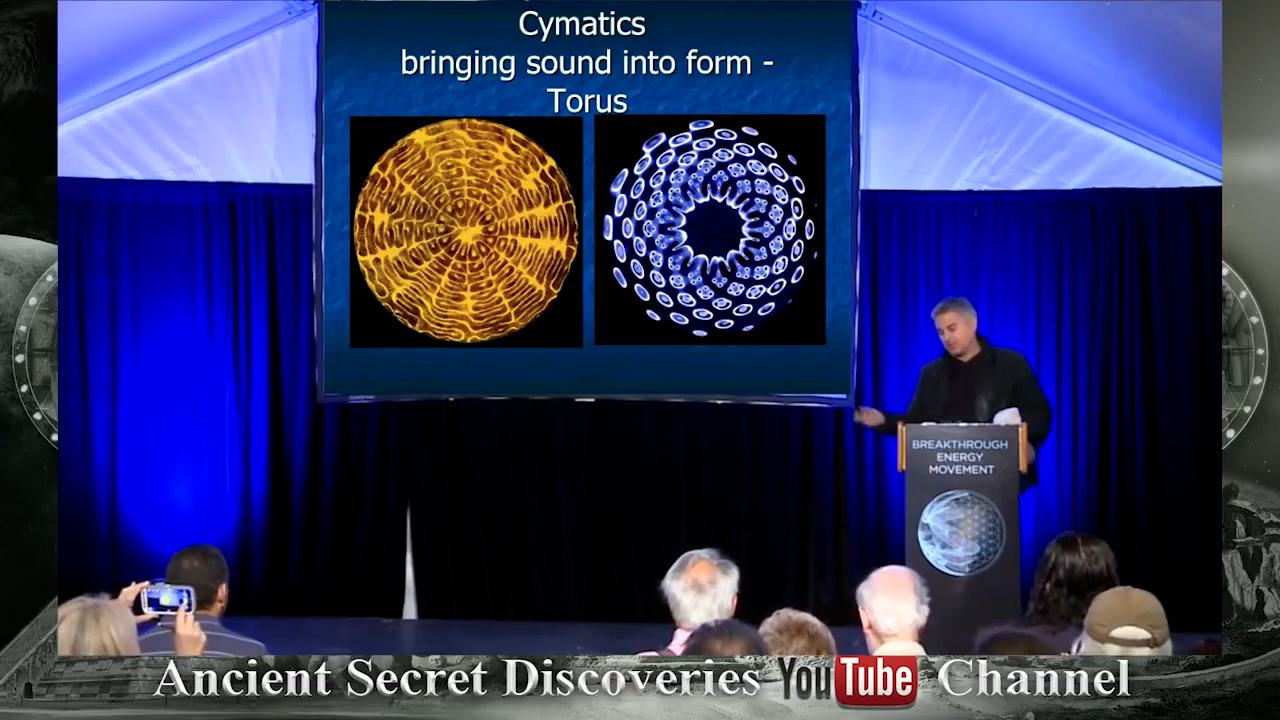 Cymatics
bringing sound into form -
Torus
BREAKTHROUGH
ENERGY
MOVEMENT
Ancient Secret Discoveries YouTube Channel